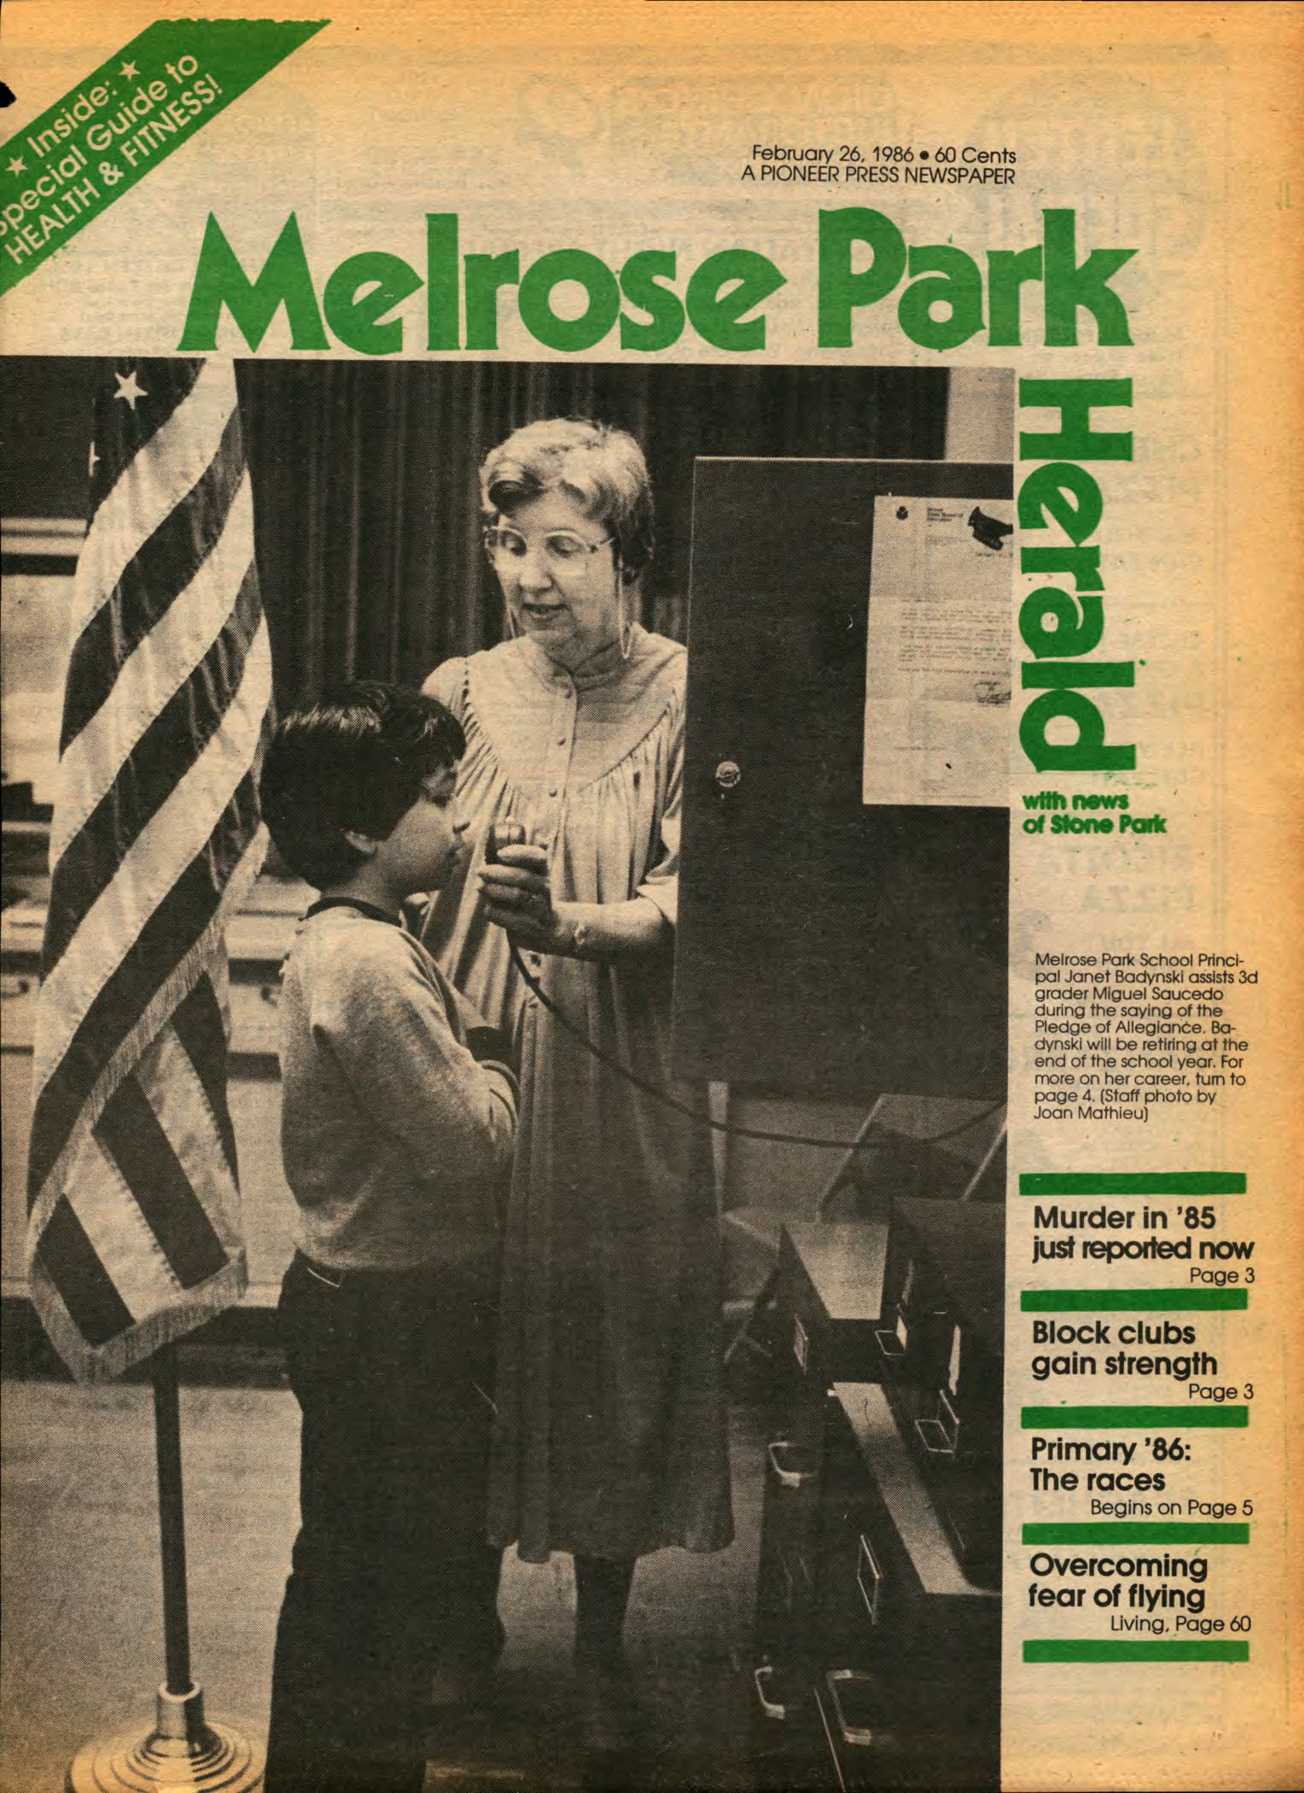 ★ Inside: ★
Special Guide to
HEALTH & FITNESS!
February 26, 1986 • 60 Cents
A PIONEER PRESS NEWSPAPER
Melrose Park
Herald
with news
of Stone Park
Melrose Park School Princi-
pal Janet Badynski assists 3d
grader Miguel Saucedo
during the saying of the
Pledge of Allegiance. Ba-
dynski will be retiring at the
end of the school year. For
more on her career, turn to
page 4. (Staff photo by
Joan Mathieu)
Murder in '85
just reported now
Page 3
Block clubs
gain strength
Page 3
Primary '86:
The races
Begins on Page 5
Overcoming
fear of flying
Living, Page 60